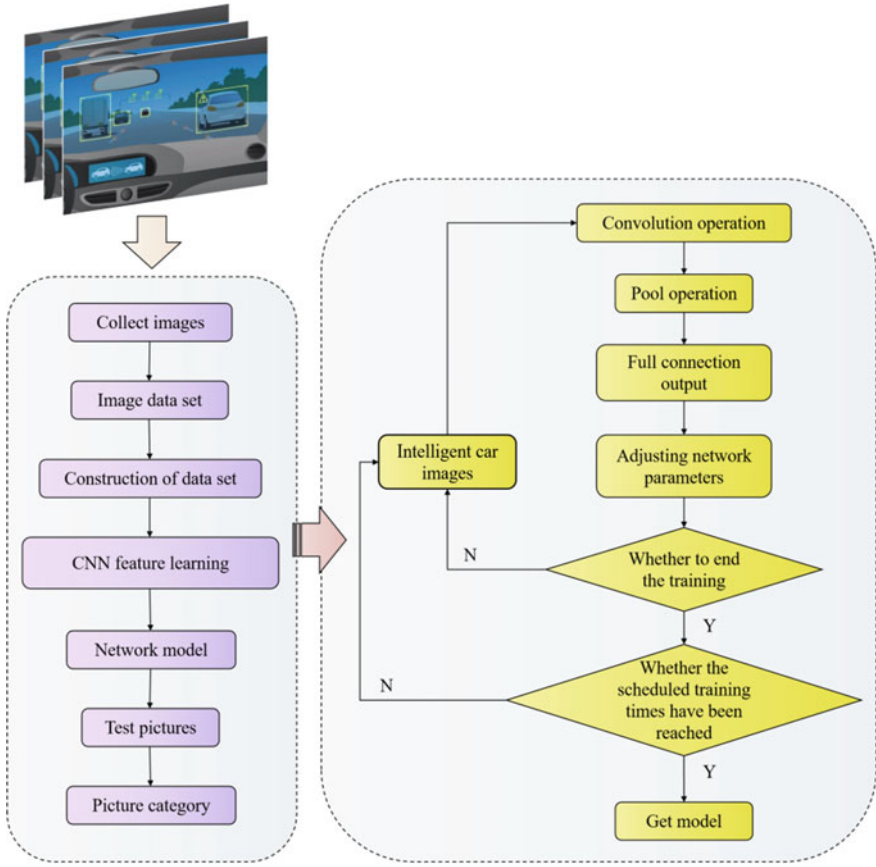 Collect images
Image data set
Construction of data set
CNN feature learning
Network model
Test pictures
Picture category
Convolution operation
Pool operation
Full connection
output
Intelligent car
images
Adjusting network
parameters
N
Whether to end
the training
Y
N
Whether the
scheduled training
times have been
reached
Y
Get model